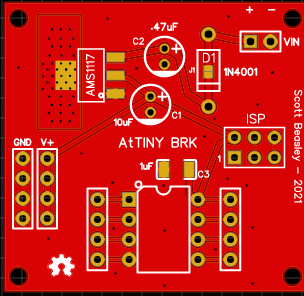 + -
.47uF
C2
+
VIN
AMS1117
D1
J1
1N4001
+
10uF
C1
ISP
GND V+
ATtiNY BRK
1uF
1
C3
Scott Beasley - 2021